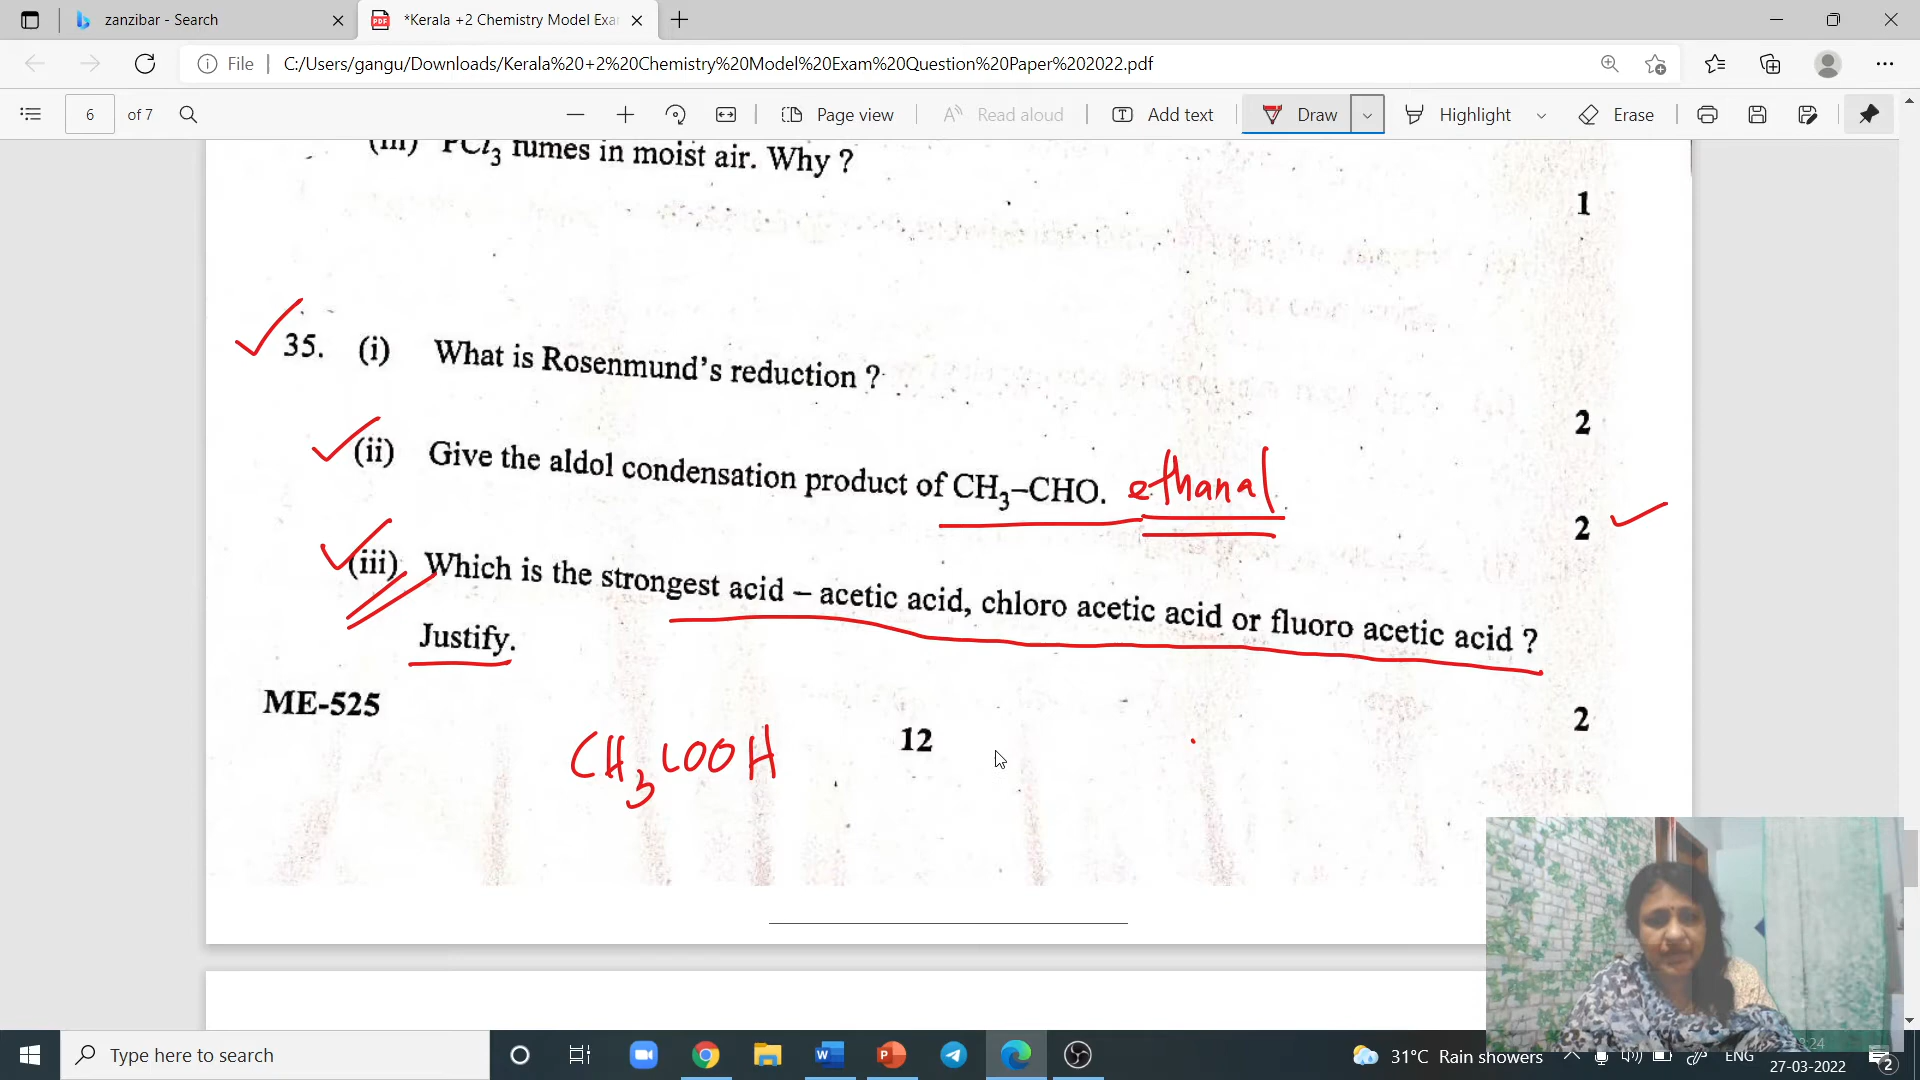 zanzibar - Search
*Kerala +2 Chemistry Model Exa
File
C:/Users/gangu/Downloads/Kerala%20+2%20Chemistry%20Model%20Exam%20Question%20Paper%202022.pdf
6 of 7
Page view
Read aloud
Add text
Draw
Highlight
Erase
(iii) PCl3 fumes in moist air. Why ?
1
35. (i) What is Rosenmund's reduction ?
2
(ii) Give the aldol condensation product of CH3–CHO. ethanal
2
(iii) Which is the strongest acid – acetic acid, chloro acetic acid or fluoro acetic acid ?
Justify.
2
ME-525
12
CH3COOH
Type here to search
31°C Rain showers
ENG
27-03-2022
2